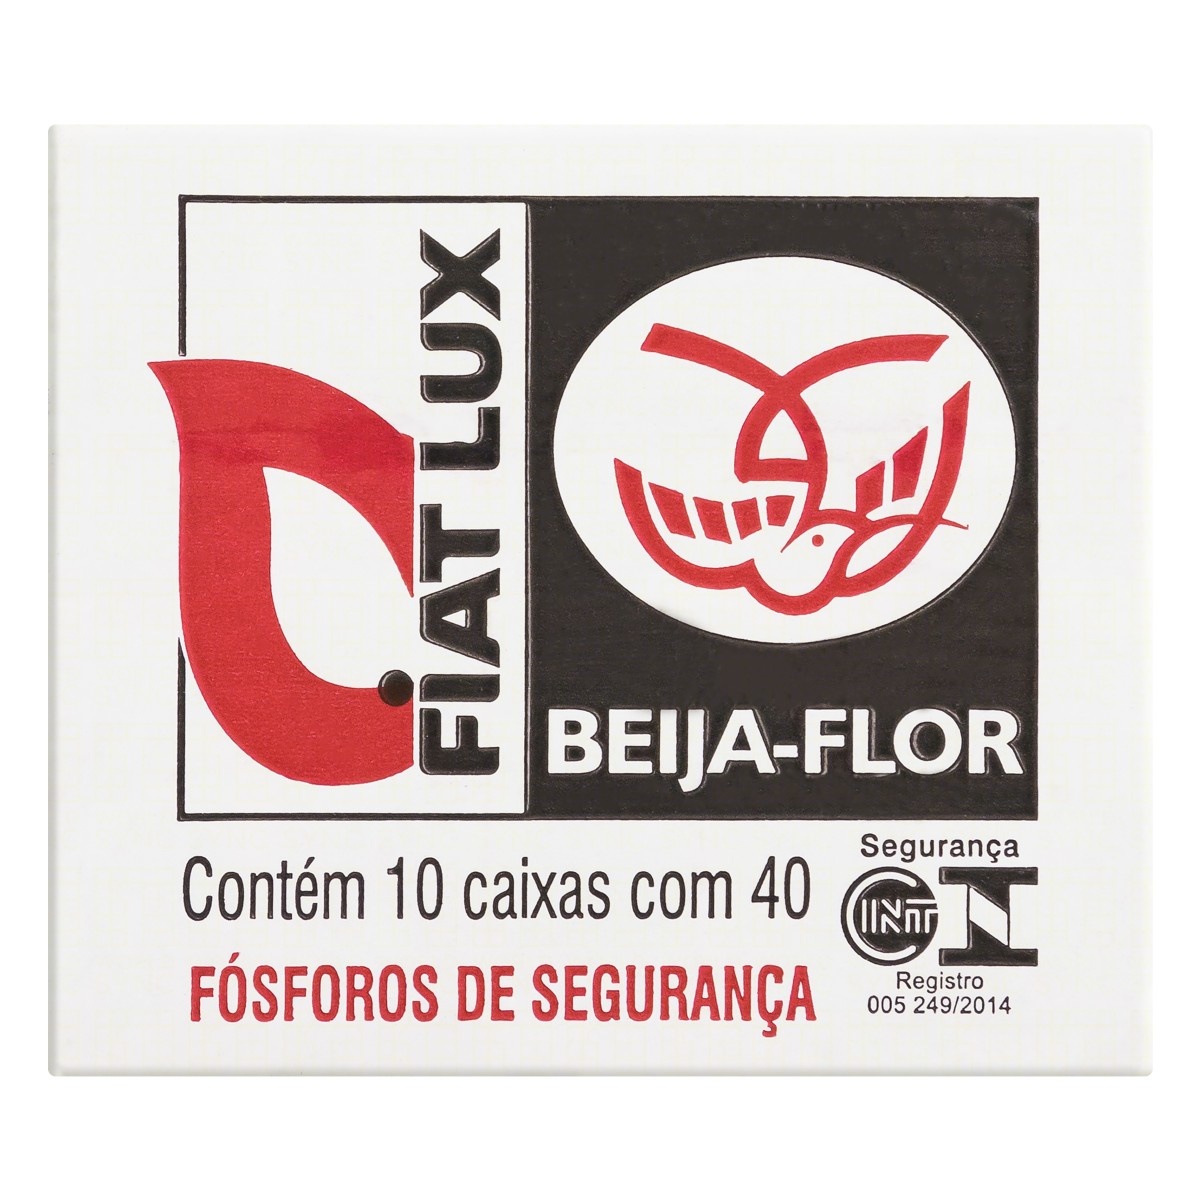 FIAT LUX
BEIJA-FLOR
Contém 10 caixas com 40
FÓSFOROS DE SEGURANÇA
Segurança
INT
Registro
005 249/2014